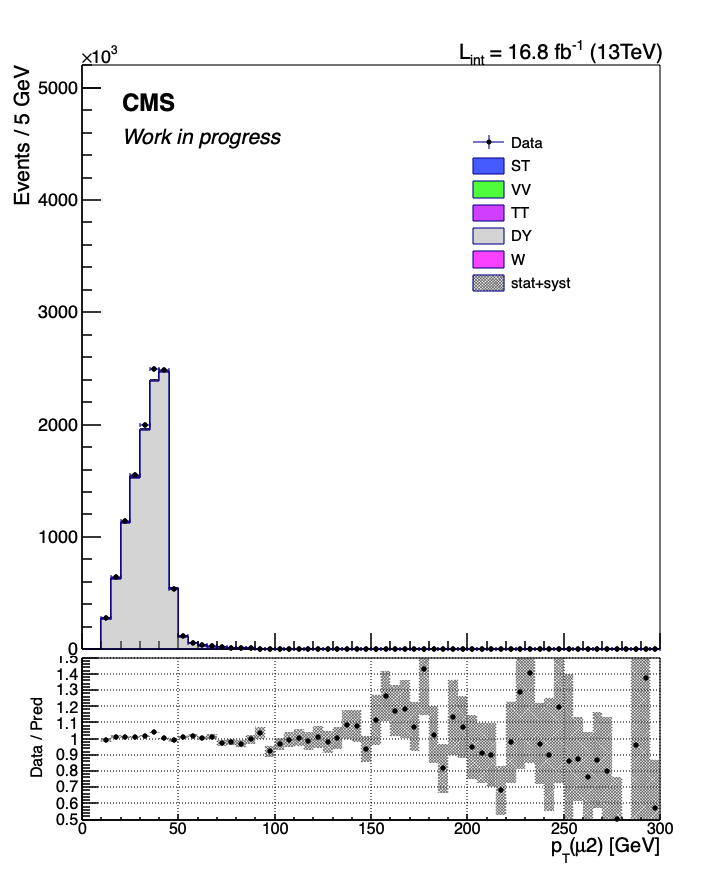 ×10³
L_int = 16.8 fb⁻¹ (13TeV)
Events / 5 GeV
5000
4000
3000
2000
1000
0
CMS
Work in progress
Data
ST
VV
TT
DY
W
stat+syst
Data / Pred
1.5
1.4
1.3
1.2
1.1
1
0.9
0.8
0.7
0.6
0.5
0 50 100 150 200 250 300
p_T(μ2) [GeV]